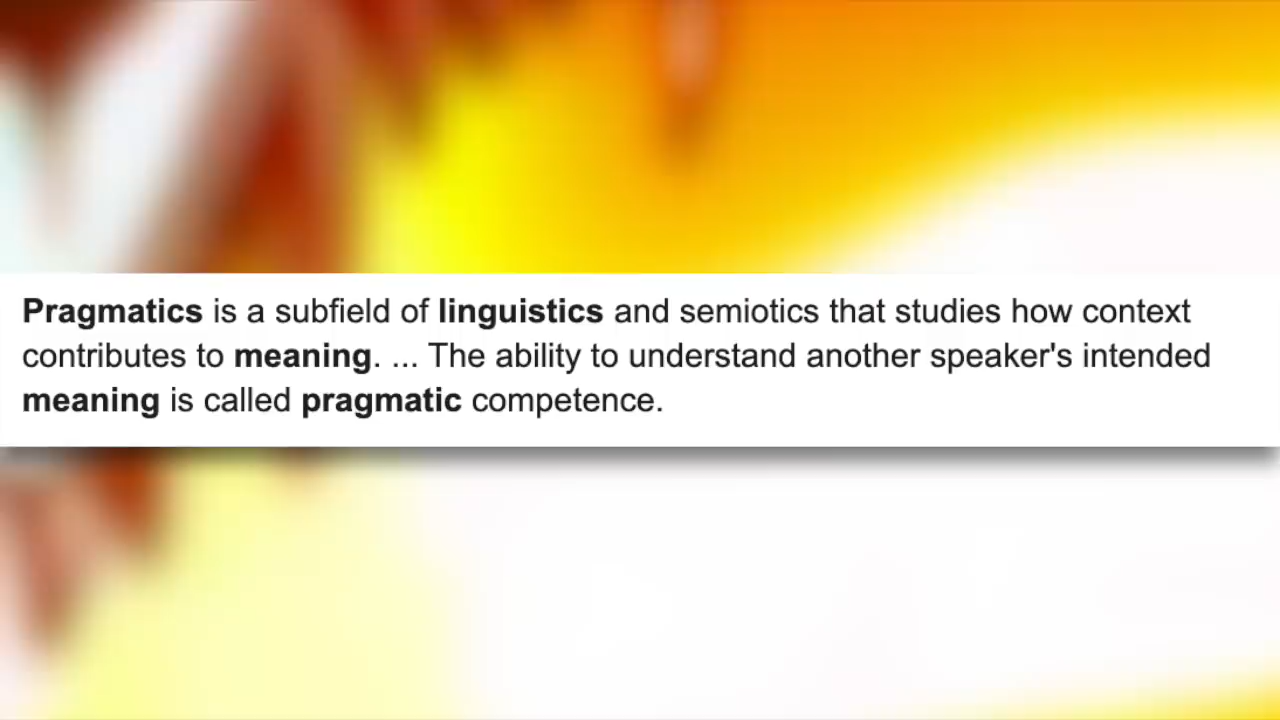 Pragmatics is a subfield of linguistics and semiotics that studies how context
contributes to meaning. ... The ability to understand another speaker's intended
meaning is called pragmatic competence.